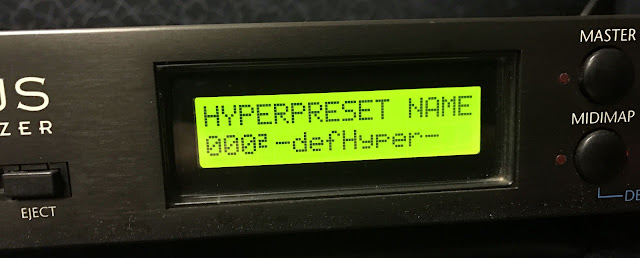 US
ZER
EJECT
HYPERPRESET NAME
000² -defHyper-
MASTER
MIDIMAP
DE